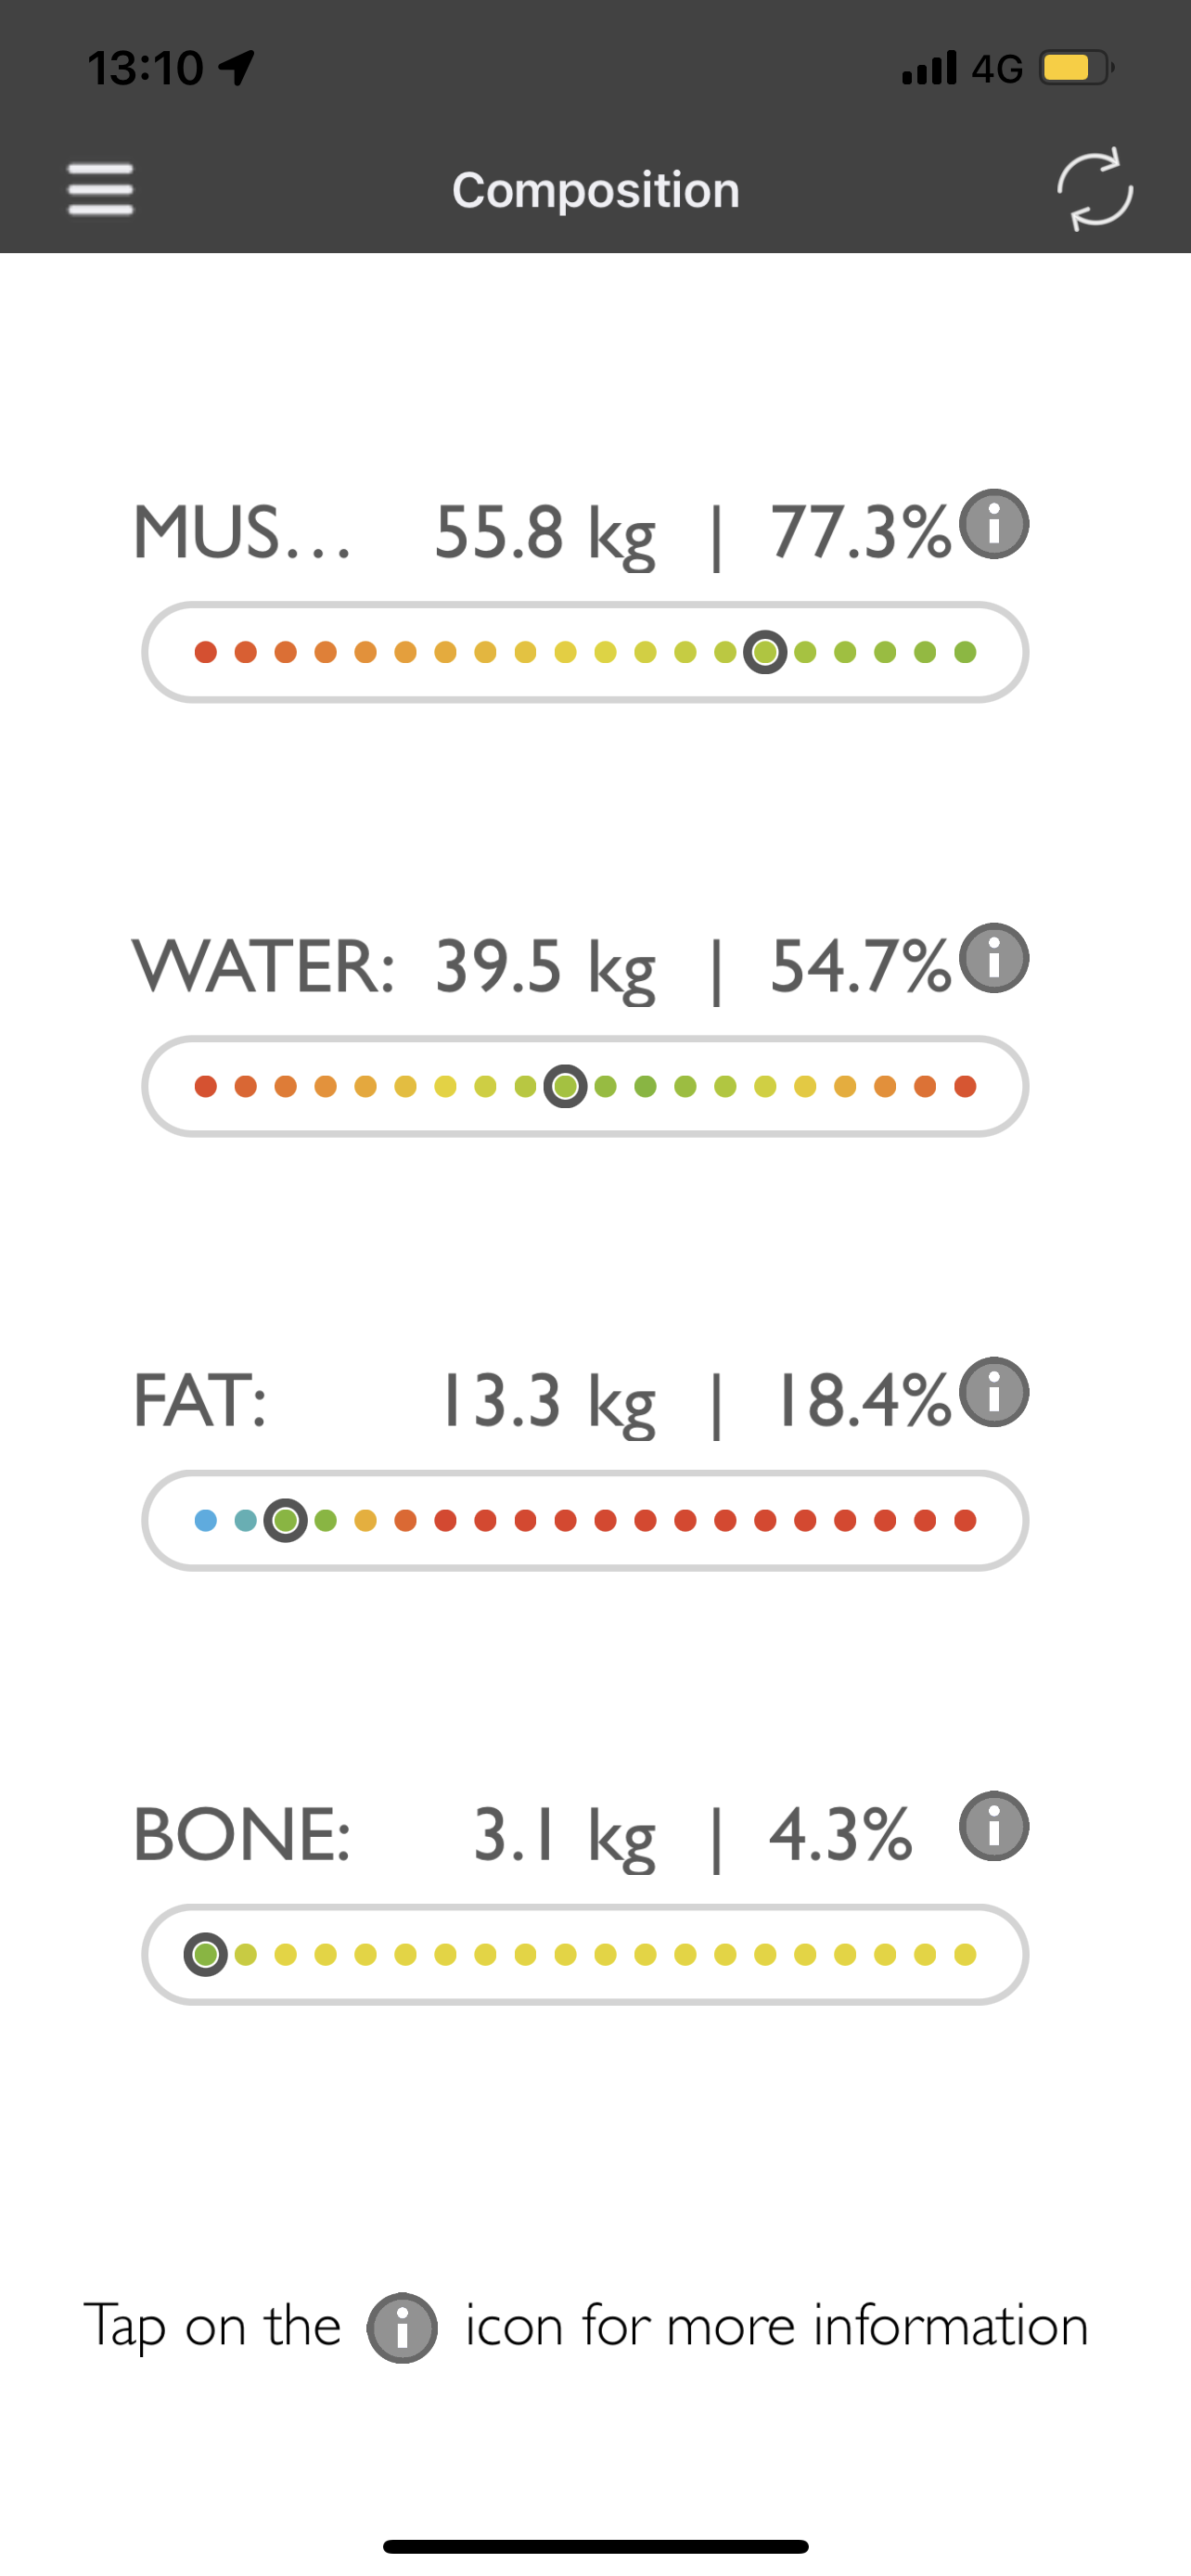 13:10 4G
Composition
MUS... 55.8 kg | 77.3% i
WATER: 39.5 kg | 54.7% i
FAT: 13.3 kg | 18.4% i
BONE: 3.1 kg | 4.3% i
Tap on the i icon for more information